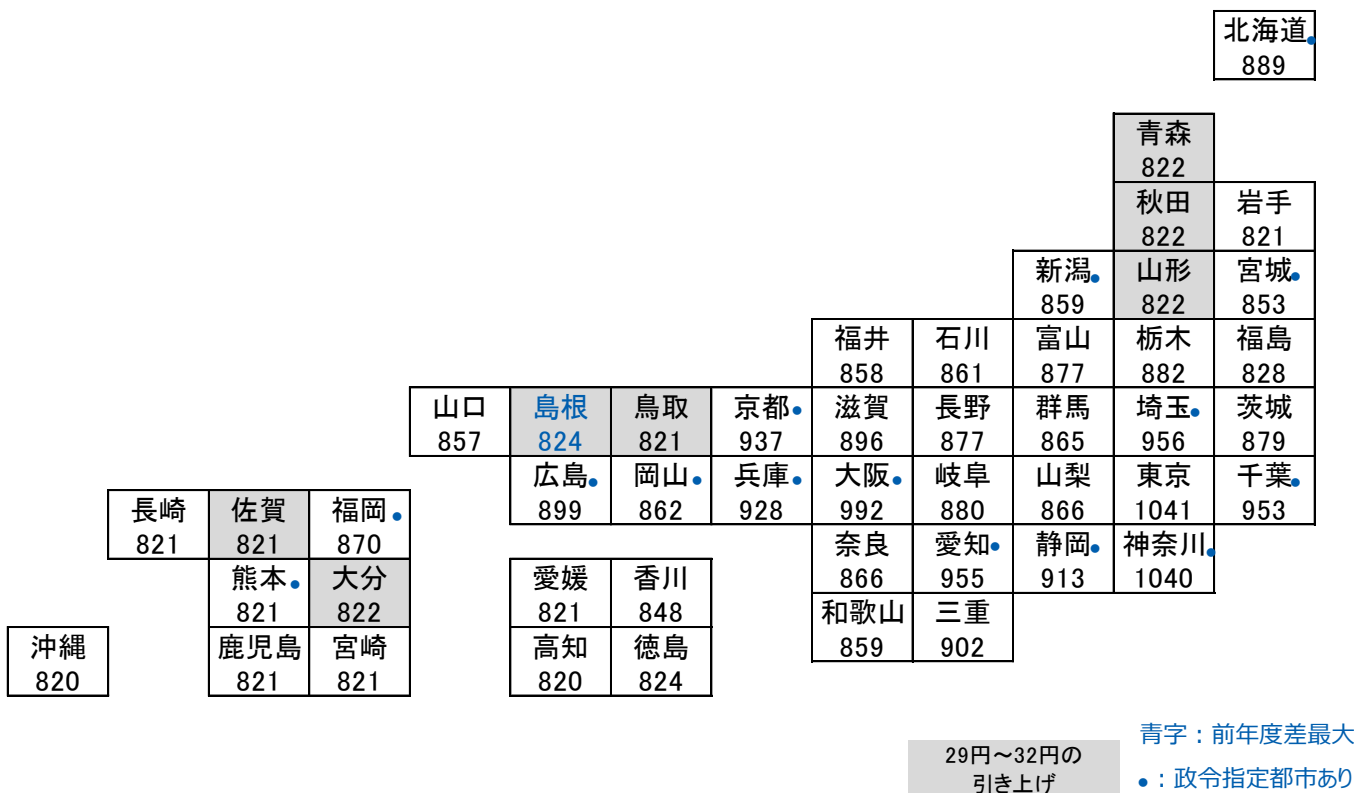 北海道●
889
青森
822
秋田 岩手
822 821
新潟● 山形 宮城●
859 822 853
福井 石川 富山 栃木 福島
858 861 877 882 828
山口 島根 鳥取 京都● 滋賀 長野 群馬 埼玉● 茨城
857 824 821 937 896 877 865 956 879
広島● 岡山● 兵庫● 大阪● 岐阜 山梨 東京 千葉●
899 862 928 992 880 866 1041 953
長崎 佐賀 福岡●
821 821 870
奈良 愛知● 静岡● 神奈川●
866 955 913 1040
熊本● 大分 愛媛 香川
821 822 821 848
和歌山 三重
859 902
沖縄 鹿児島 宮崎 高知 徳島
820 821 821 820 824
青字：前年度差最大
29円～32円の
引き上げ
●：政令指定都市あり